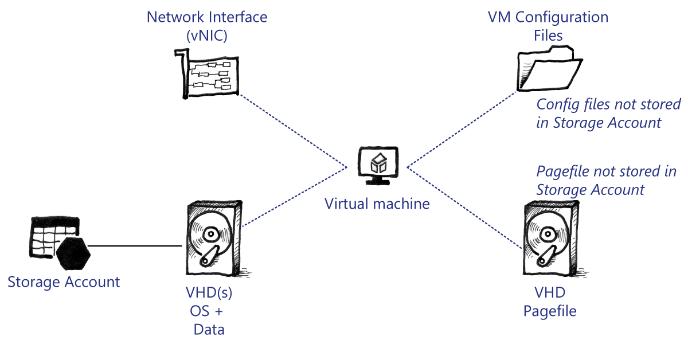 Network Interface
(vNIC)
VM Configuration
Files
Config files not stored
in Storage Account
Virtual machine
Pagefile not stored in
Storage Account
Storage Account
VHD(s)
OS +
Data
VHD
Pagefile